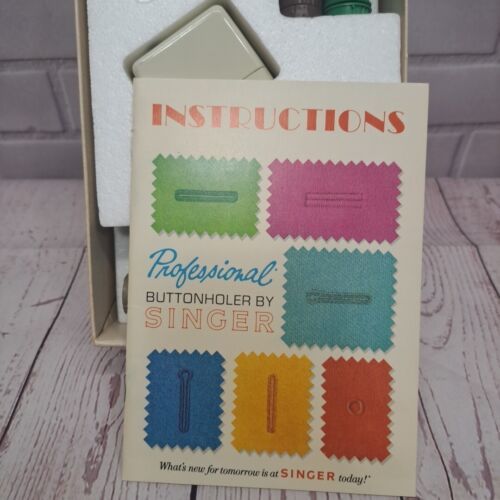 INSTRUCTIONS
Professional*
BUTTONHOLER BY
SINGER
What's new for tomorrow is at SINGER today!*